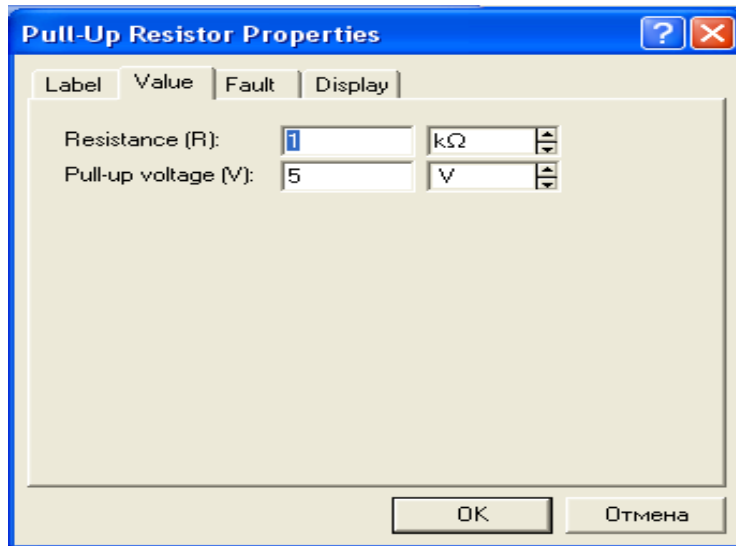 Pull-Up Resistor Properties
Label Value Fault Display
Resistance (R): 1 kΩ
Pull-up voltage (V): 5 V
OK Отмена